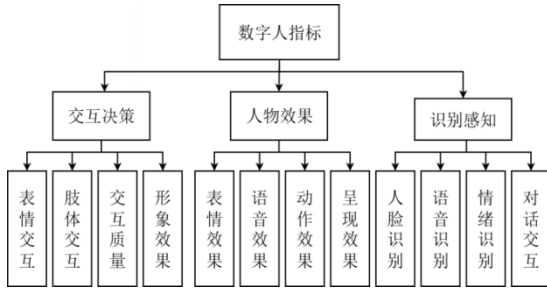 数字人指标
交互决策
人物效果
识别感知
表情交互
肢体交互
交互质量
形象效果
表情效果
语音效果
动作效果
呈现效果
人脸识别
语音识别
情绪识别
对话交互